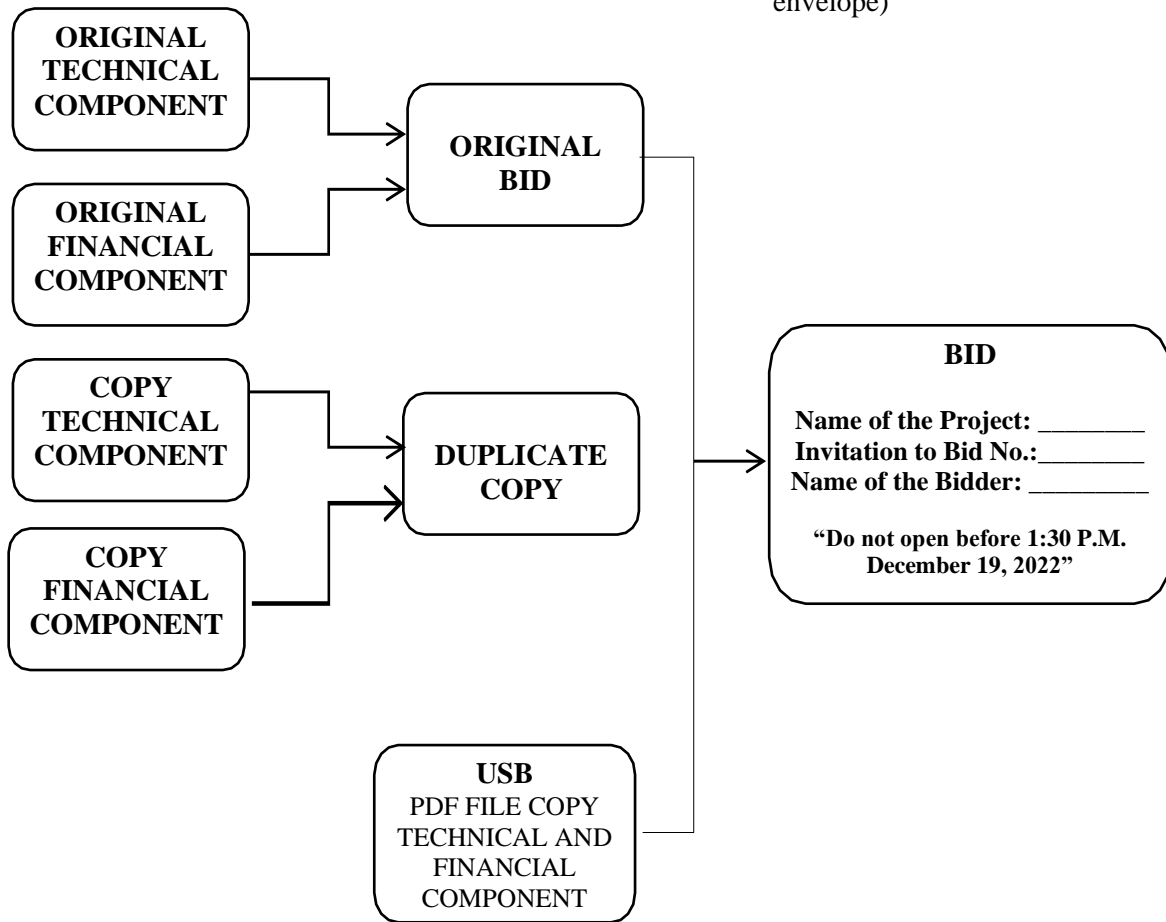 envelope)
ORIGINAL
TECHNICAL
COMPONENT
ORIGINAL
FINANCIAL
COMPONENT
ORIGINAL
BID
COPY
TECHNICAL
COMPONENT
COPY
FINANCIAL
COMPONENT
DUPLICATE
COPY
USB
PDF FILE COPY
TECHNICAL AND
FINANCIAL
COMPONENT
BID
Name of the Project: ________
Invitation to Bid No.:________
Name of the Bidder: _________
“Do not open before 1:30 P.M.
December 19, 2022”